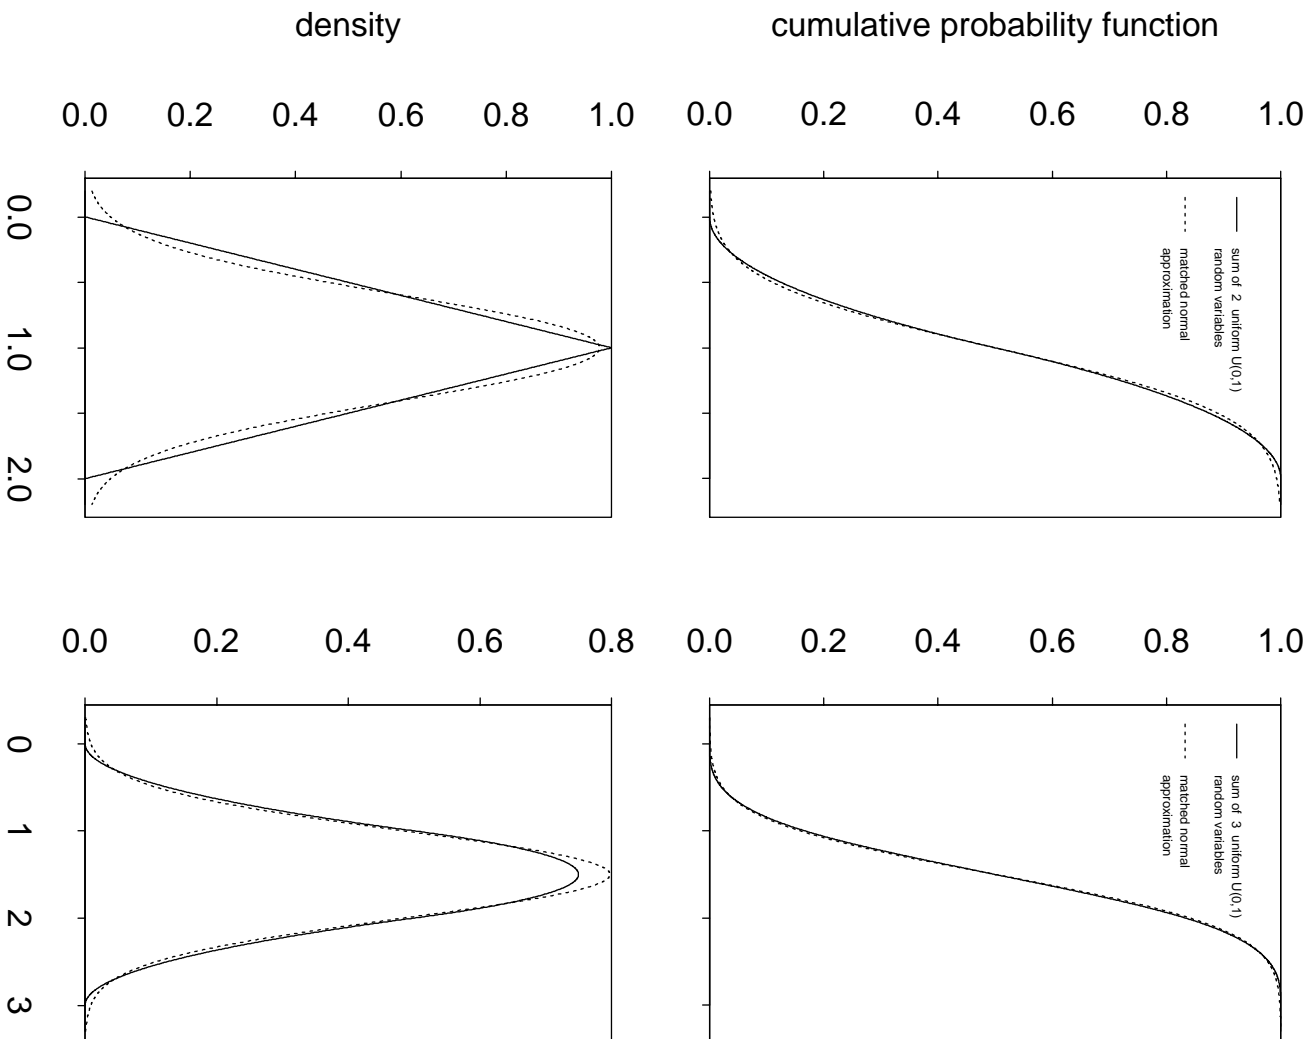 density
cumulative probability function
0.0 0.2 0.4 0.6 0.8 1.0
0.0 0.2 0.4 0.6 0.8 1.0
0.0
1.0
2.0
sum of 2 uniform U(0,1)
random variables
matched normal
approximation
0.0 0.2 0.4 0.6 0.8
0.0 0.2 0.4 0.6 0.8 1.0
0
1
2
3
sum of 3 uniform U(0,1)
random variables
matched normal
approximation